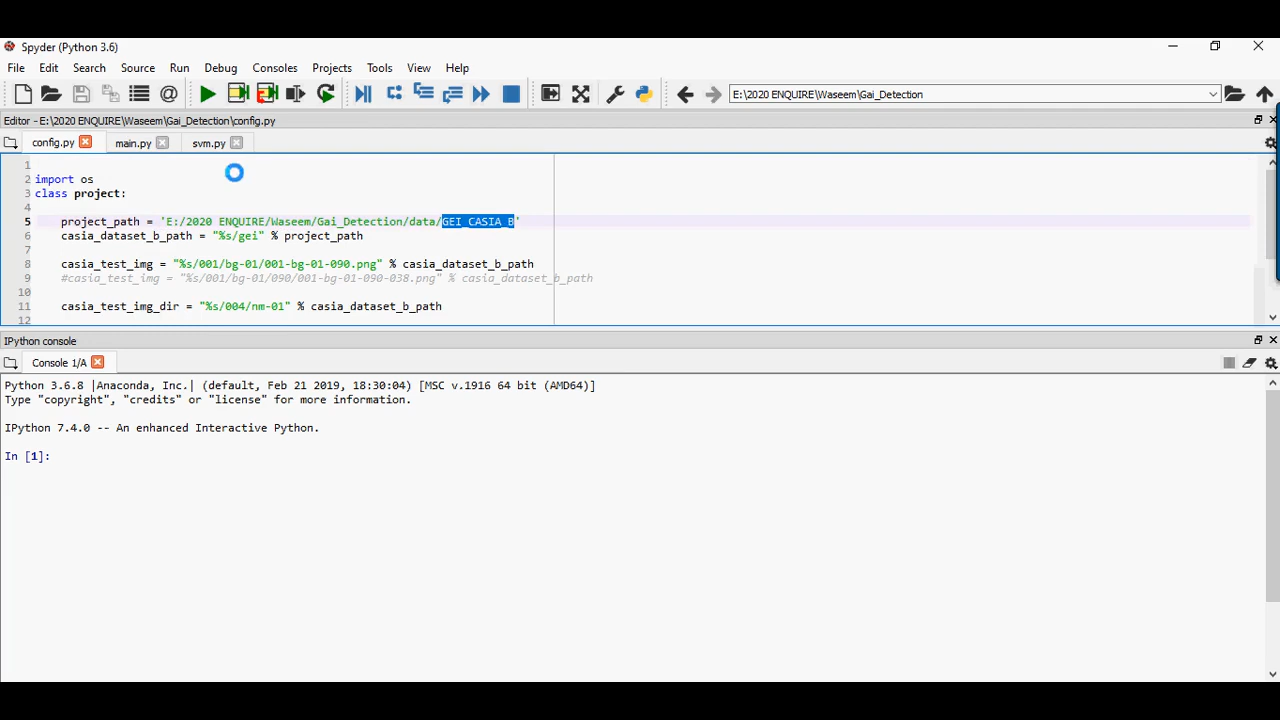 Spyder (Python 3.6)
File Edit Search Source Run Debug Consoles Projects Tools View Help
E:\2020 ENQUIRE\Waseem\Gai_Detection
Editor - E:\2020 ENQUIRE\Waseem\Gai_Detection\config.py
config.py main.py svm.py
1
2 import os
3 class project:
4
5 project_path = 'E:/2020 ENQUIRE/Waseem/Gai_Detection/data/GEI_CASIA_B'
6 casia_dataset_b_path = "%s/gei" % project_path
7
8 casia_test_img = "%s/001/bg-01/001-bg-01-090.png" % casia_dataset_b_path
9 #casia_test_img = "%s/001/bg-01/090/001-bg-01-090-038.png" % casia_dataset_b_path
10
11 casia_test_img_dir = "%s/004/nm-01" % casia_dataset_b_path
12
IPython console
Console 1/A
Python 3.6.8 |Anaconda, Inc.| (default, Feb 21 2019, 18:30:04) [MSC v.1916 64 bit (AMD64)]
Type "copyright", "credits" or "license" for more information.
IPython 7.4.0 -- An enhanced Interactive Python.
In [1]: